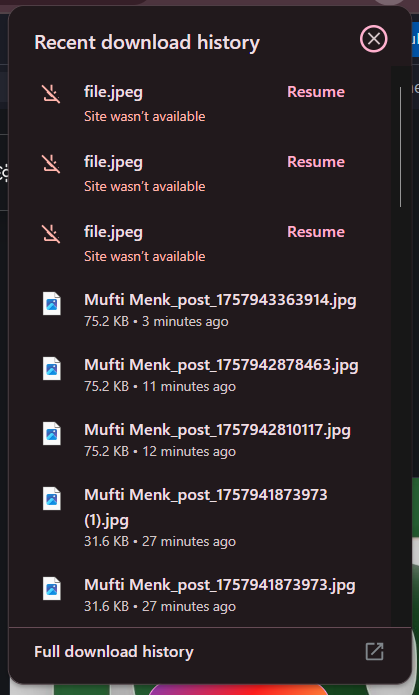 Recent download history
file.jpeg
Resume
Site wasn't available
file.jpeg
Resume
Site wasn't available
file.jpeg
Resume
Site wasn't available
Mufti Menk_post_1757943363914.jpg
75.2 KB • 3 minutes ago
Mufti Menk_post_1757942878463.jpg
75.2 KB • 11 minutes ago
Mufti Menk_post_1757942810117.jpg
75.2 KB • 12 minutes ago
Mufti Menk_post_1757941873973
(1).jpg
31.6 KB • 27 minutes ago
Mufti Menk_post_1757941873973.jpg
31.6 KB • 27 minutes ago
Full download history